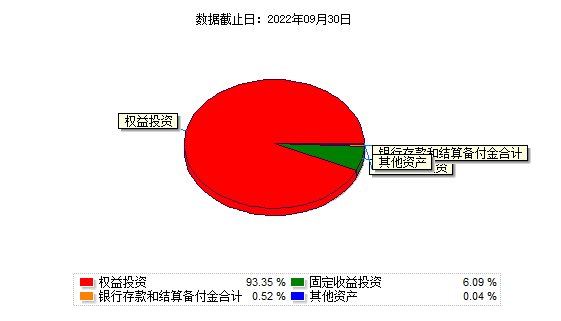 数据截止日：2022年09月30日
权益投资
银行存款和结算备付金合计
其他资产
资
权益投资 93.35 % 固定收益投资 6.09 %
银行存款和结算备付金合计 0.52 % 其他资产 0.04 %